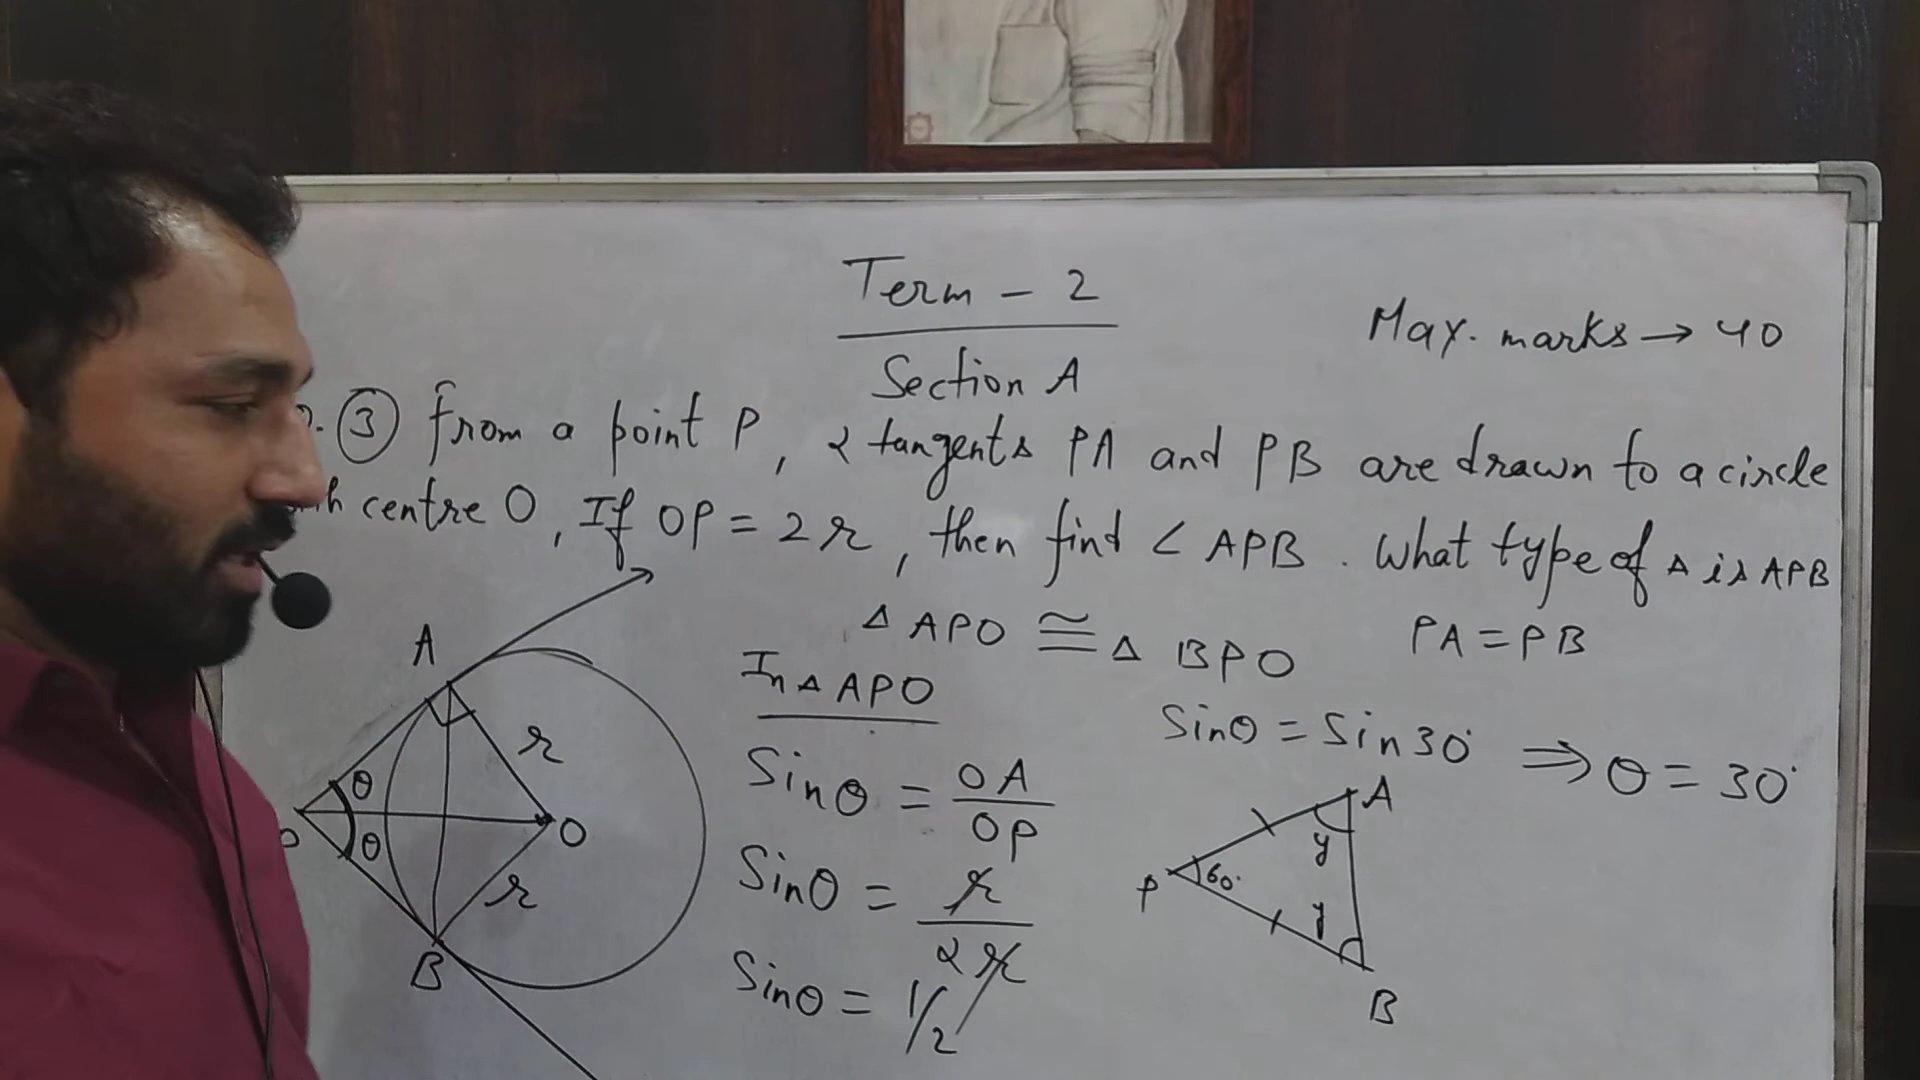 Term - 2
Section A
Max. marks → 40
③ from a point P, 2 tangents PA and PB are drawn to a circle
centre O, If OP = 2r, then find < APB. What type of Δ is APB
Δ APO ≅ Δ BPO
PA = PB
In Δ APO
Sinθ = OA/OP
Sinθ = r/2r
Sinθ = 1/2
Sinθ = Sin30° ⇒ θ = 30°
A
r
θ
θ
O
r
B
A
y
P
60°
y
B